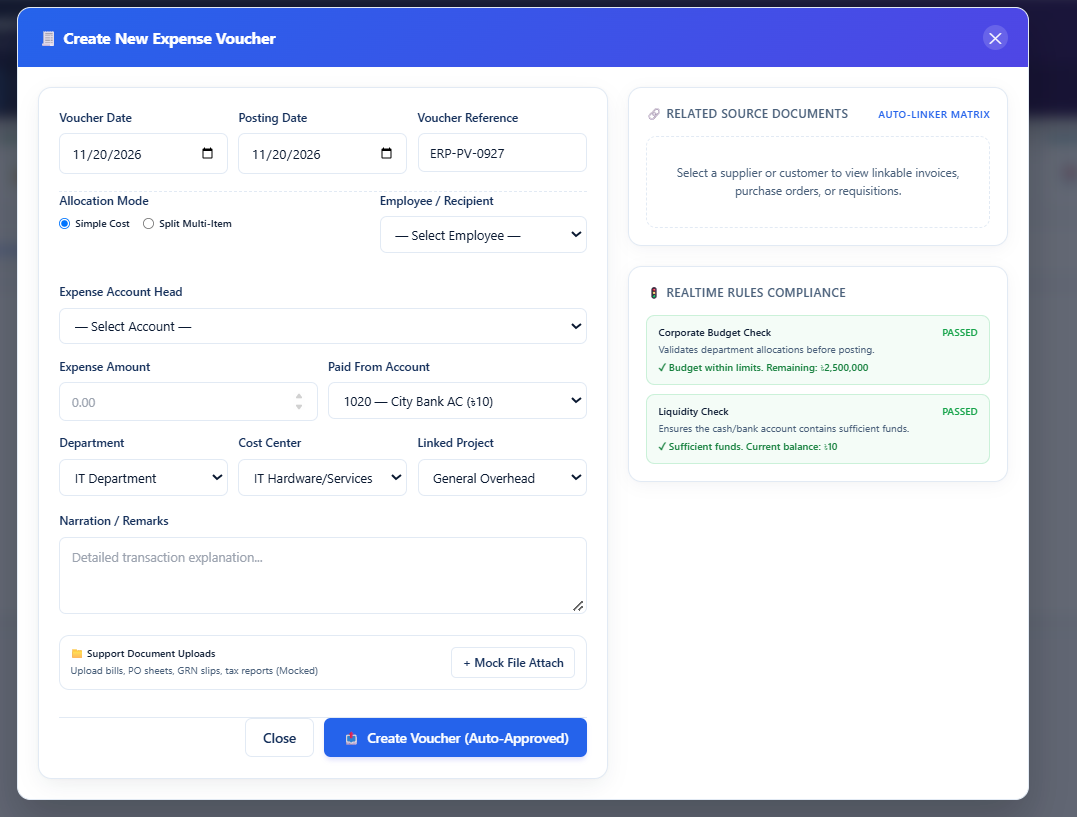 Create New Expense Voucher
Voucher Date
Posting Date
Voucher Reference
11/20/2026
11/20/2026
ERP-PV-0927
Allocation Mode
Simple Cost
Split Multi-Item
Employee / Recipient
— Select Employee —
Expense Account Head
— Select Account —
Expense Amount
Paid From Account
0.00
1020 — City Bank AC (৳10)
Department
Cost Center
Linked Project
IT Department
IT Hardware/Services
General Overhead
Narration / Remarks
Detailed transaction explanation...
Support Document Uploads
Upload bills, PO sheets, GRN slips, tax reports (Mocked)
+ Mock File Attach
Close
Create Voucher (Auto-Approved)
RELATED SOURCE DOCUMENTS
AUTO-LINKER MATRIX
Select a supplier or customer to view linkable invoices,
purchase orders, or requisitions.
REALTIME RULES COMPLIANCE
Corporate Budget Check
PASSED
Validates department allocations before posting.
✓ Budget within limits. Remaining: ৳2,500,000
Liquidity Check
PASSED
Ensures the cash/bank account contains sufficient funds.
✓ Sufficient funds. Current balance: ৳10